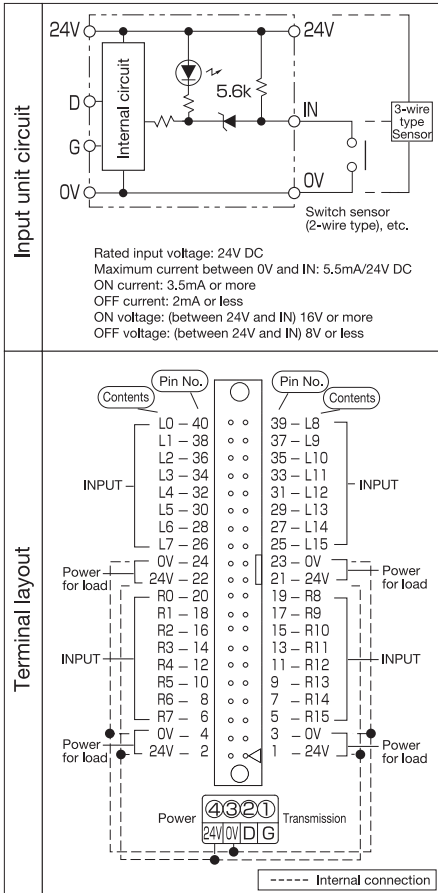 Input unit circuit
24V
24V
5.6k
D
Internal circuit
IN
3-wire
type
Sensor
G
0V
0V
Switch sensor
(2-wire type), etc.
Rated input voltage: 24V DC
Maximum current between 0V and IN: 5.5mA/24V DC
ON current: 3.5mA or more
OFF current: 2mA or less
ON voltage: (between 24V and IN) 16V or more
OFF voltage: (between 24V and IN) 8V or less
Terminal layout
Pin No. Pin No.
Contents Contents
L0 – 40 39 – L8
L1 – 38 37 – L9
L2 – 36 35 – L10
L3 – 34 33 – L11
INPUT L4 – 32 31 – L12 INPUT
L5 – 30 29 – L13
L6 – 28 27 – L14
L7 – 26 25 – L15
0V – 24 23 – 0V
Power for load 24V – 22 21 – 24V Power for load
R0 – 20 19 – R8
R1 – 18 17 – R9
R2 – 16 15 – R10
R3 – 14 13 – R11
INPUT R4 – 12 11 – R12 INPUT
R5 – 10 9 – R13
R6 – 8 7 – R14
R7 – 6 5 – R15
0V – 4 3 – 0V
Power for load 24V – 2 1 – 24V Power for load
④③②①
Power Transmission
24V 0V D G
Internal connection